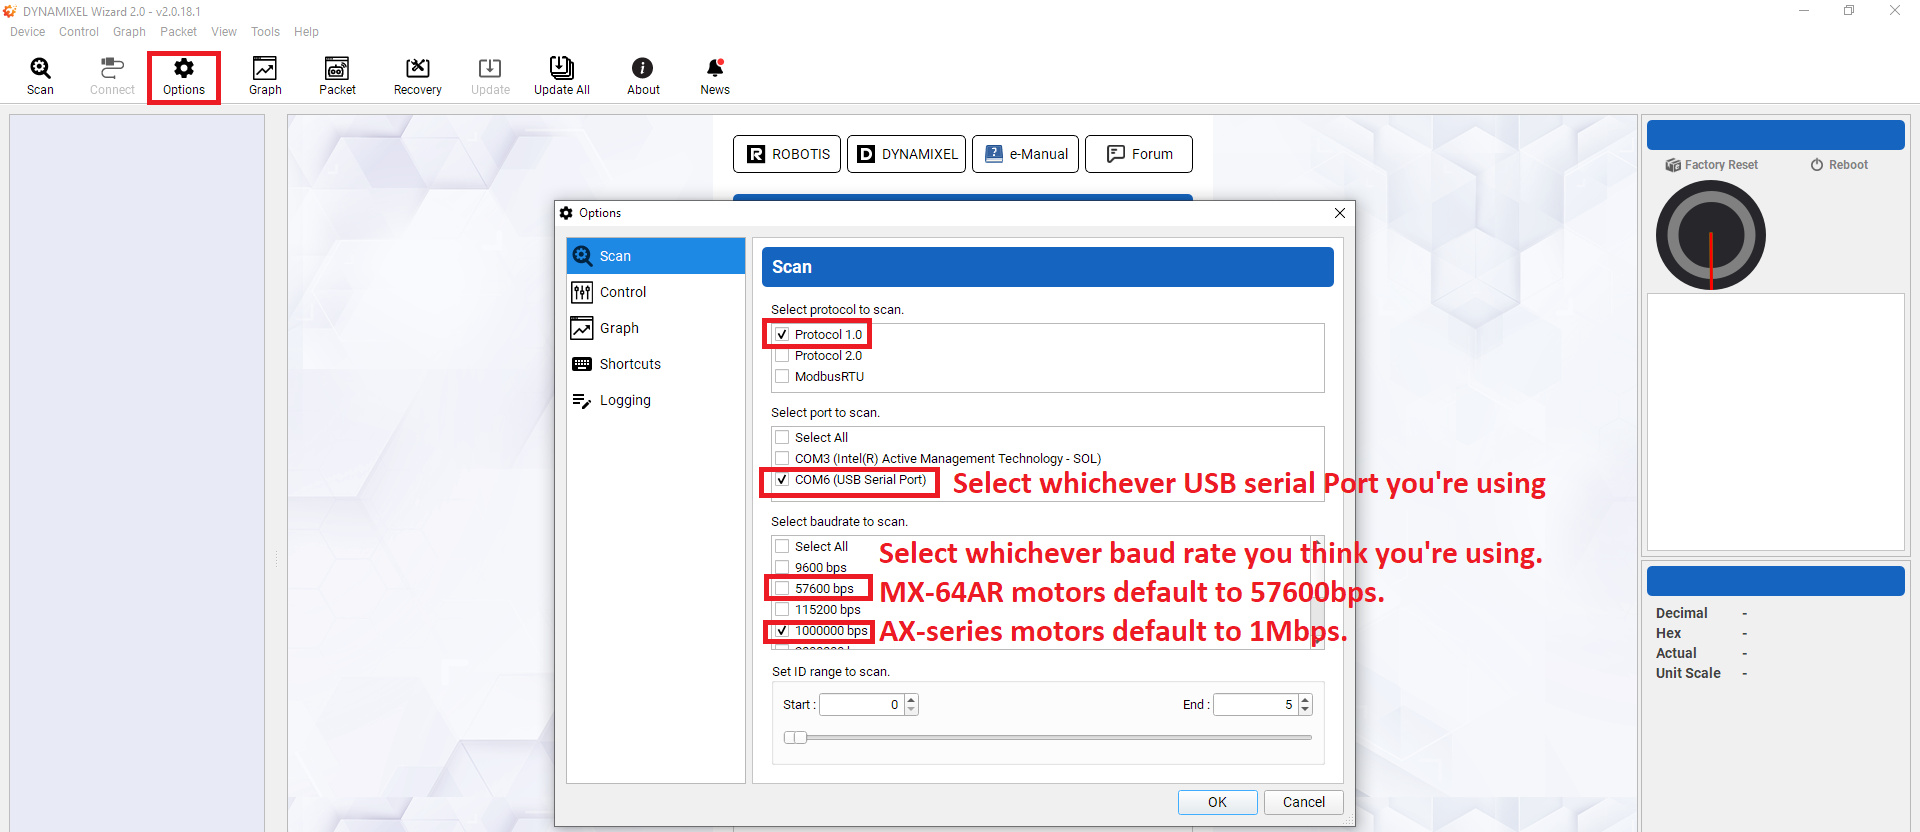 DYNAMIXEL Wizard 2.0 - v2.0.18.1
Device Control Graph Packet View Tools Help
Scan Connect Options Graph Packet Recovery Update Update All About News
ROBOTIS DYNAMIXEL e-Manual Forum
Factory Reset Reboot
Options
Scan
Control
Graph
Shortcuts
Logging
Scan
Select protocol to scan.
Protocol 1.0
Protocol 2.0
ModbusRTU
Select port to scan.
Select All
COM3 (Intel(R) Active Management Technology - SOL)
COM6 (USB Serial Port)
Select whichever USB serial Port you're using
Select baudrate to scan.
Select All
Select whichever baud rate you think you're using.
9600 bps
57600 bps
MX-64AR motors default to 57600bps.
115200 bps
1000000 bps
AX-series motors default to 1Mbps.
Set ID range to scan.
Start : 0
End : 5
OK Cancel
Decimal -
Hex -
Actual -
Unit Scale -